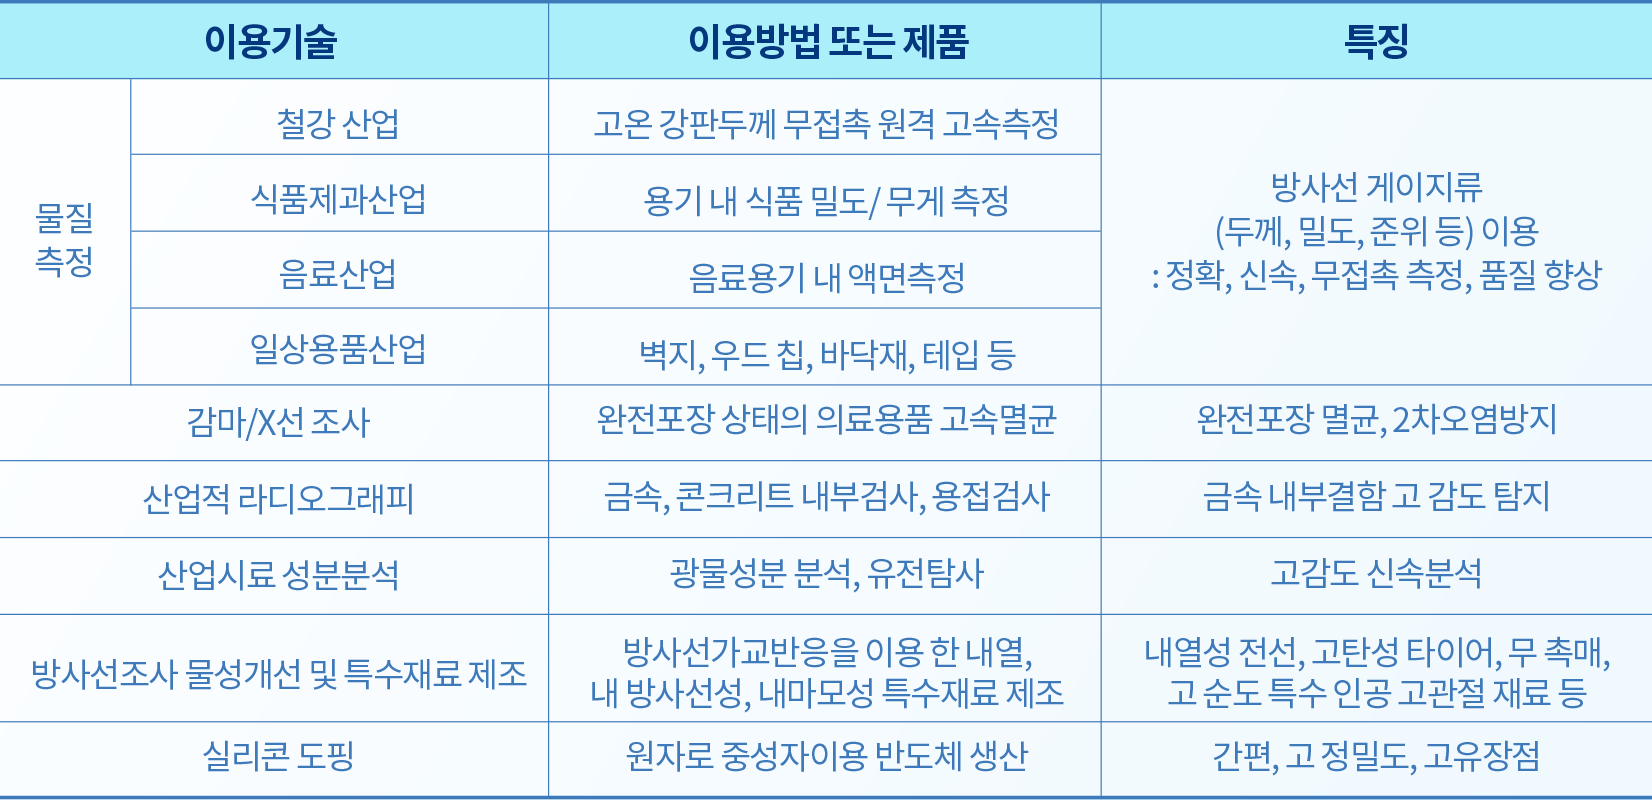 이용기술 이용방법 또는 제품 특징
물질
측정
철강 산업 고온 강판두께 무접촉 원격 고속측정
식품제과산업 용기 내 식품 밀도/ 무게 측정
음료산업 음료용기 내 액면측정
일상용품산업 벽지, 우드 칩, 바닥재, 테입 등
방사선 게이지류
(두께, 밀도, 준위 등) 이용
: 정확, 신속, 무접촉 측정, 품질 향상
감마/X선 조사 완전포장 상태의 의료용품 고속멸균 완전포장 멸균, 2차오염방지
산업적 라디오그래피 금속, 콘크리트 내부검사, 용접검사 금속 내부결함 고 감도 탐지
산업시료 성분분석 광물성분 분석, 유전탐사 고감도 신속분석
방사선조사 물성개선 및 특수재료 제조
방사선가교반응을 이용 한 내열,
내 방사선성, 내마모성 특수재료 제조
내열성 전선, 고탄성 타이어, 무 촉매,
고 순도 특수 인공 고관절 재료 등
실리콘 도핑 원자로 중성자이용 반도체 생산 간편, 고 정밀도, 고유장점